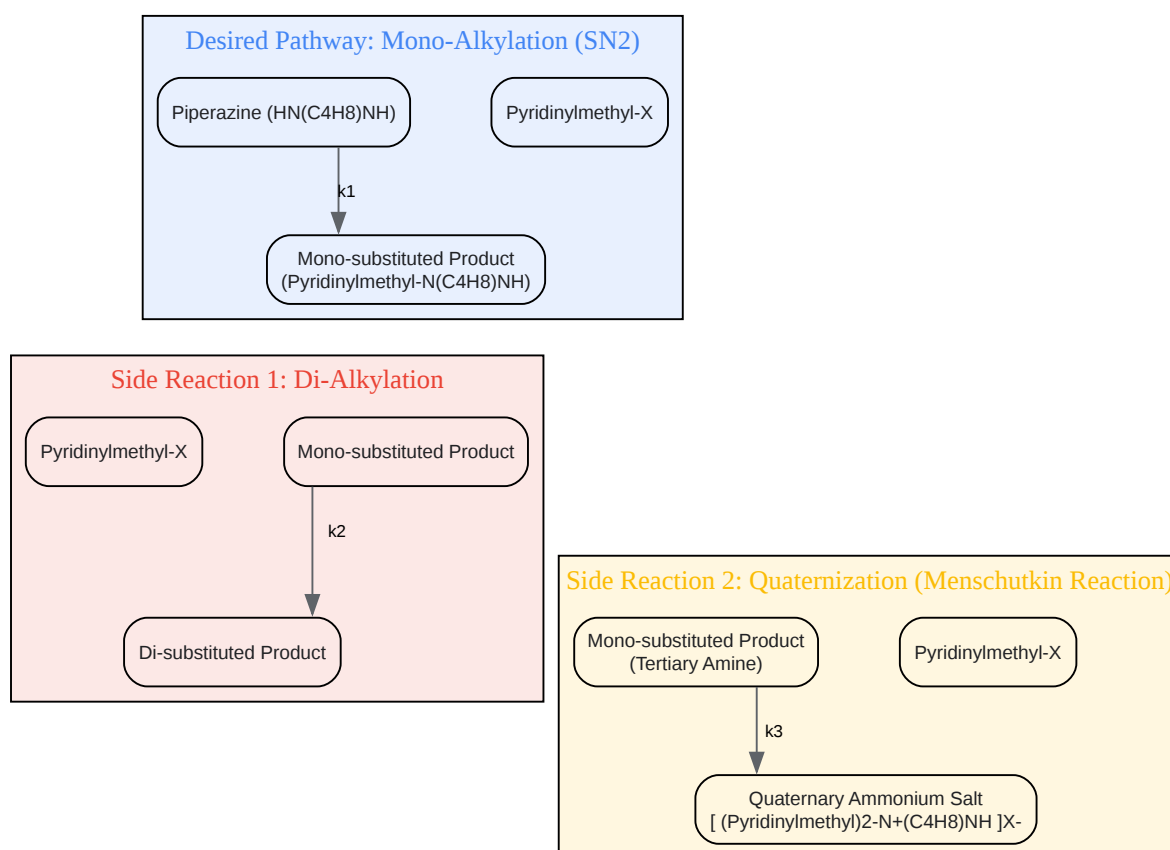 Desired Pathway: Mono-Alkylation (SN2)
Piperazine (HN(C4H8)NH)
Pyridinylmethyl-X
k1
Mono-substituted Product
(Pyridinylmethyl-N(C4H8)NH)
Side Reaction 1: Di-Alkylation
Pyridinylmethyl-X
Mono-substituted Product
k2
Di-substituted Product
Side Reaction 2: Quaternization (Menschutkin Reaction)
Mono-substituted Product
(Tertiary Amine)
Pyridinylmethyl-X
k3
Quaternary Ammonium Salt
[ (Pyridinylmethyl)2-N+(C4H8)NH ]X-